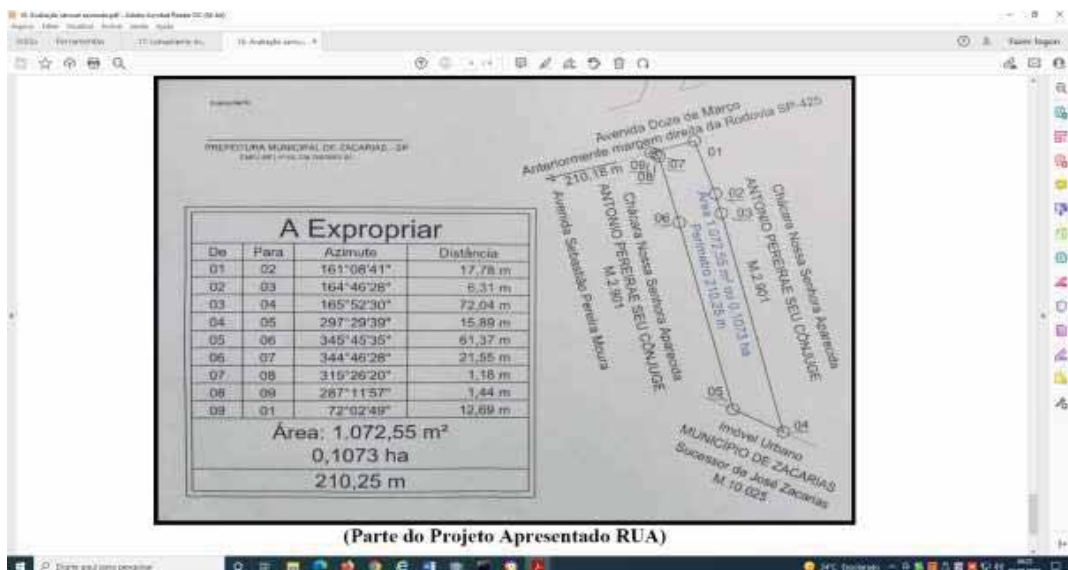 Ferramentas
Fazer logon
PREFEITURA MUNICIPAL DE ZACARIAS - SP
A Expropriar
De Para Azimute Distância
01 02 161°08'41" 17,78 m
02 03 164°46'28" 6,31 m
03 04 165°52'30" 72,04 m
04 05 297°29'39" 15,89 m
05 06 345°45'35" 61,37 m
06 07 344°46'28" 21,55 m
07 08 315°26'20" 1,18 m
08 09 287°11'57" 1,44 m
09 01 72°02'49" 12,69 m
Área: 1.072,55 m²
0,1073 ha
210,25 m
Avenida Doze de Março
Anteriormente margem direita da Rodovia SP-425
210,18 m
09
08
07
01
02
03
06
05
04
Avenida Sebastião Pereira Moura
Chácara Nossa Senhora Aparecida
ANTONIO PEREIRAE SEU CÔNJUGE
M.2.901
Área 1.072,55 m² ou 0,1073 ha
Perímetro 210,25 m
Chácara Nossa Senhora Aparecida
ANTONIO PEREIRAE SEU CÔNJUGE
M.2.901
Imóvel Urbano
MUNICÍPIO DE ZACARIAS
Sucessor de José Zacarias
M.10.025
(Parte do Projeto Apresentado RUA)